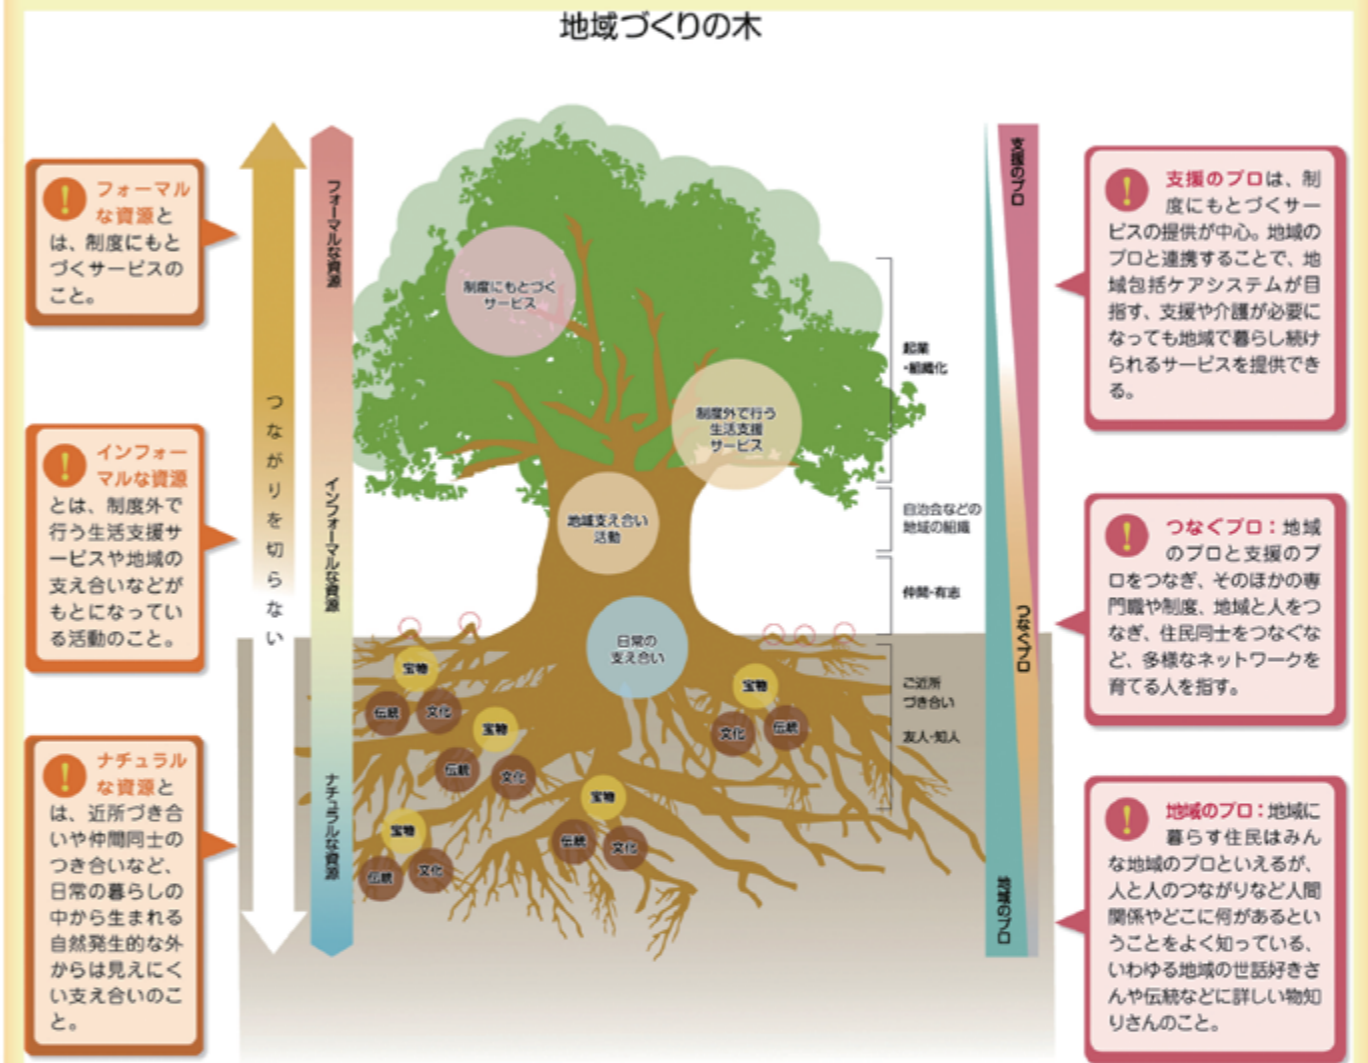 地域づくりの木
フォーマル
な資源と
は、制度にもと
づくサービスの
こと。
インフォー
マルな資源
とは、制度外で
行う生活支援サ
ービスや地域の
支え合いなどが
もとになってい
る活動のこと。
ナチュラル
な資源と
は、近所づき合
いや仲間同士の
つき合いなど、
日常の暮らしの
中から生まれる
自然発生的な外
からは見えにく
い支え合いのこ
と。
つながりを切らない
フォーマルな資源
インフォーマルな資源
ナチュラルな資源
制度にもとづく
サービス
制度外で行う
生活支援
サービス
地域支え合い
活動
日常の
支え合い
宝物
伝統
文化
宝物
伝統
文化
宝物
伝統
文化
宝物
伝統
文化
宝物
文化
伝統
起業
・組織化
自治会などの
地域の組織
仲間・有志
ご近所
づき合い
友人・知人
支援のプロ
つなぐプロ
地域のプロ
支援のプロは、制
度にもとづくサー
ビスの提供が中心。地域の
プロと連携することで、地
域包括ケアシステムが目
指す、支援や介護が必要に
なっても地域で暮らし続け
られるサービスを提供でき
る。
つなぐプロ：地域
のプロと支援のプ
ロをつなぎ、そのほかの専
門職や制度、地域と人をつ
なぎ、住民同士をつなぐな
ど、多様なネットワークを
育てる人を指す。
地域のプロ：地域に
暮らす住民はみん
な地域のプロといえるが、
人と人のつながりなど人間
関係やどこに何があるとい
うことをよく知っている、
いわゆる地域の世話好きさ
んや伝統などに詳しい物知
りさんのこと。